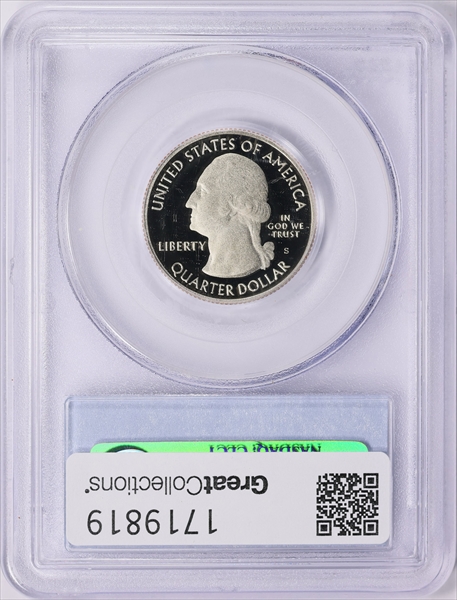 UNITED STATES OF AMERICA
LIBERTY
IN
GOD WE
TRUST
S
QUARTER DOLLAR
GreatCollections®
1719819